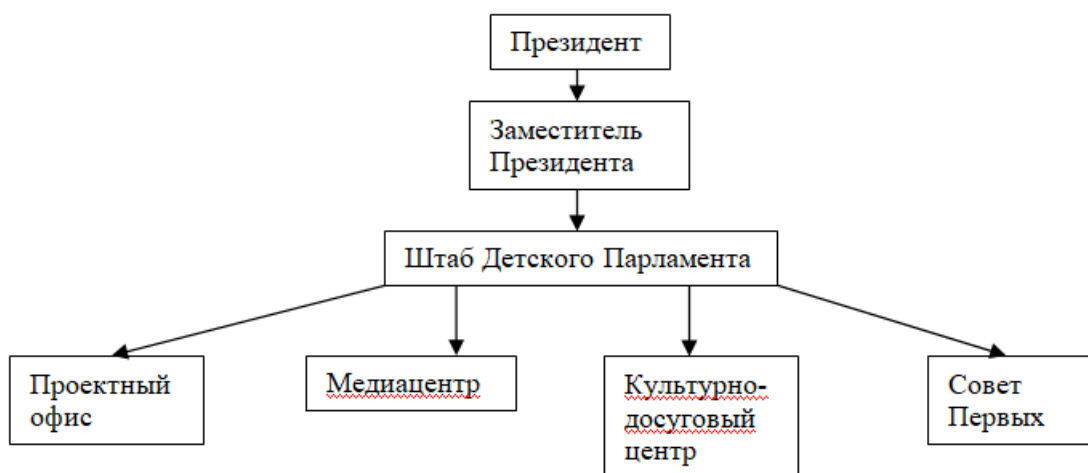 Президент
Заместитель
Президента
Штаб Детского Парламента
Проектный
офис
Медиацентр
Культурно-
досуговый
центр
Совет
Первых